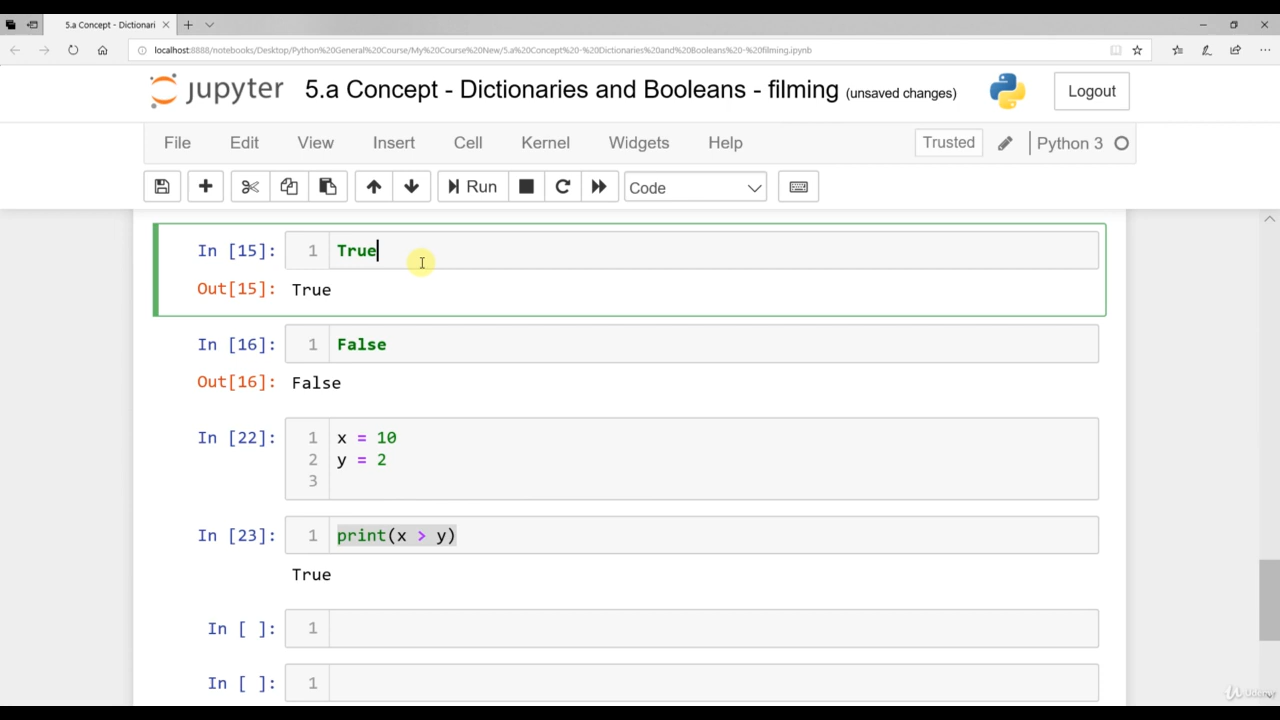 5.a Concept - Dictionari
localhost:8888/notebooks/Desktop/Python%20General%20Course/My%20Course%20New/5.a%20Concept%20-%20Dictionaries%20and%20Booleans%20-%20filming.ipynb
jupyter 5.a Concept - Dictionaries and Booleans - filming (unsaved changes) Logout
File Edit View Insert Cell Kernel Widgets Help Trusted Python 3
Run Code
In [15]: 1 True
Out[15]: True
In [16]: 1 False
Out[16]: False
In [22]: 1 x = 10
2 y = 2
3
In [23]: 1 print(x > y)
True
In [ ]: 1
In [ ]: 1
Udemy